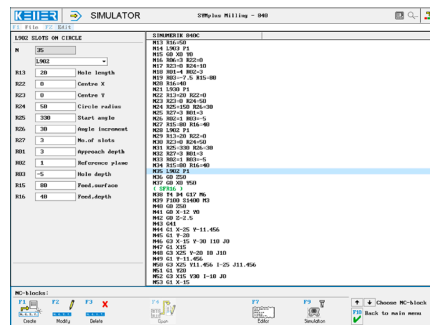 KELLER SIMULATOR SYMplus Milling - 840
F1 File F2 Edit
L902 SLOTS ON CIRCLE
N 35
L902
R13 20 Hole length
R22 0 Centre X
R23 0 Centre Y
R24 50 Circle radius
R25 330 Start angle
R26 30 Angle increment
R27 3 No.of slots
R01 3 Approach depth
R02 1 Reference plane
R03 -5 Hole depth
R15 80 Feed.surface
R16 40 Feed.depth
SINUMERIK 840C
N13 R16=50
N14 L903 P1
N15 G0 X0 Y0
N16 R06=3 R22=0
N17 R23=0 R24=10
N18 R01=4 R02=3
N19 R03=-7.5 R15=80
N20 R16=40
N21 L930 P1
N22 R13=20 R22=0
N23 R23=0 R24=50
N24 R25=150 R26=30
N25 R27=3 R01=3
N26 R02=1 R03=-5
N27 R15=80 R16=40
N28 L902 P1
N29 R13=20 R22=0
N30 R23=0 R24=50
N31 R25=330 R26=30
N32 R27=3 R01=3
N33 R02=1 R03=-5
N34 R15=80 R16=40
N35 L902 P1
N36 G0 Z50
N37 G0 X0 Y50
( SFR16 )
N38 T4 D4 G17 M6
N39 F100 S1400 M3
N40 G0 Z50
N41 G0 X-12 Y0
N42 G0 Z-2.5
N43 G41
N44 G1 X-25 Y-11.456
N45 G1 Y-20
N46 G3 X-15 Y-30 I10 J0
N47 G1 X15
N48 G3 X25 Y-20 I0 J10
N49 G1 Y-11.456
N50 G3 X25 Y11.456 I-25 J11.456
N51 G1 Y20
N52 G3 X15 Y30 I-10 J0
N53 G1 X-15
NC-blocks:
F1 F2 F3 F4 F7 F9 Choose NC-block
Create Modify Delete Open Editor Simulation F10 Back to main menu